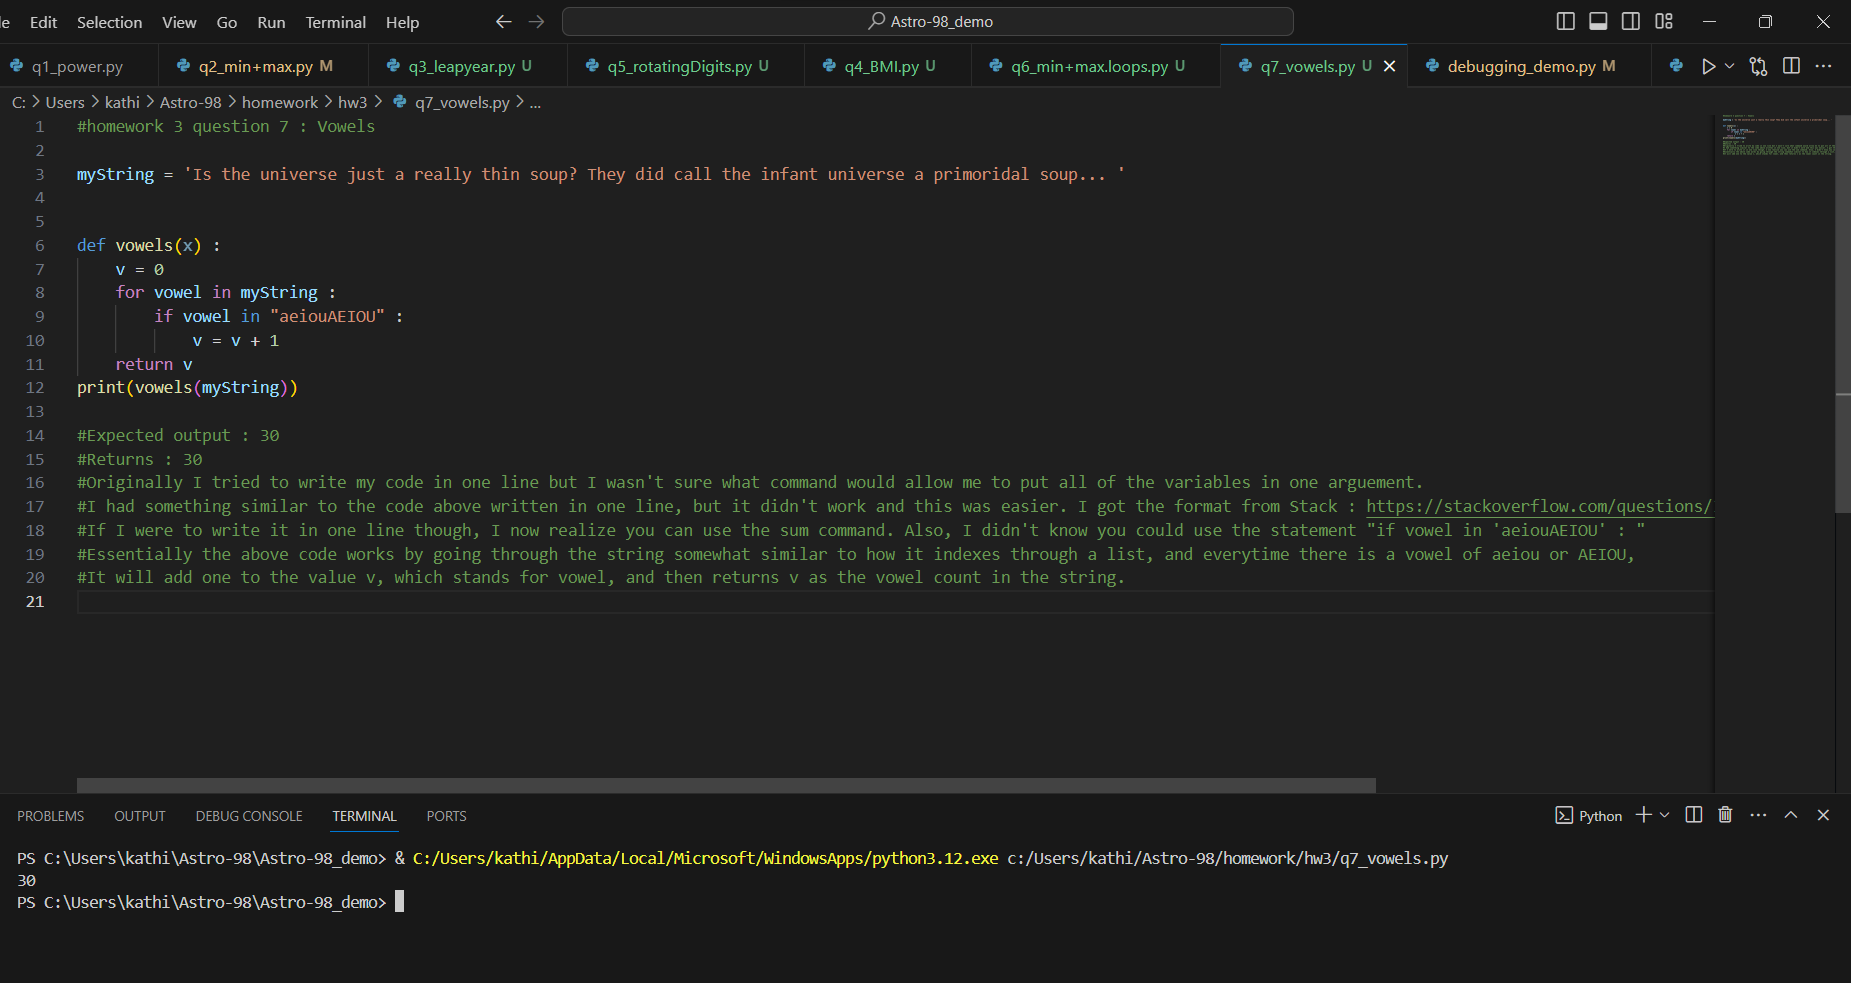 e Edit Selection View Go Run Terminal Help ← → Astro-98_demo
q1_power.py q2_min+max.py M q3_leapyear.py U q5_rotatingDigits.py U q4_BMI.py U q6_min+max.loops.py U q7_vowels.py U debugging_demo.py M
C: > Users > kathi > Astro-98 > homework > hw3 > q7_vowels.py > ...
1 #homework 3 question 7 : Vowels
2
3 myString = 'Is the universe just a really thin soup? They did call the infant universe a primoridal soup... '
4
5
6 def vowels(x) :
7 v = 0
8 for vowel in myString :
9 if vowel in "aeiouAEIOU" :
10 v = v + 1
11 return v
12 print(vowels(myString))
13
14 #Expected output : 30
15 #Returns : 30
16 #Originally I tried to write my code in one line but I wasn't sure what command would allow me to put all of the variables in one arguement.
17 #I had something similar to the code above written in one line, but it didn't work and this was easier. I got the format from Stack : https://stackoverflow.com/questions/
18 #If I were to write it in one line though, I now realize you can use the sum command. Also, I didn't know you could use the statement "if vowel in 'aeiouAEIOU' : "
19 #Essentially the above code works by going through the string somewhat similar to how it indexes through a list, and everytime there is a vowel of aeiou or AEIOU,
20 #It will add one to the value v, which stands for vowel, and then returns v as the vowel count in the string.
21
PROBLEMS OUTPUT DEBUG CONSOLE TERMINAL PORTS Python
PS C:\Users\kathi\Astro-98\Astro-98_demo> & C:/Users/kathi/AppData/Local/Microsoft/WindowsApps/python3.12.exe c:/Users/kathi/Astro-98/homework/hw3/q7_vowels.py
30
PS C:\Users\kathi\Astro-98\Astro-98_demo>